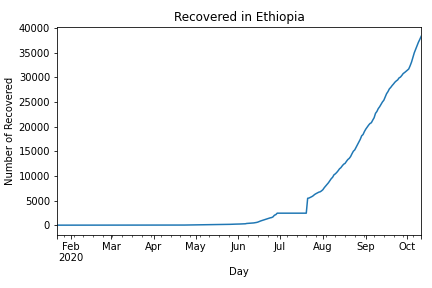 Recovered in Ethiopia
40000
35000
30000
25000
20000
15000
10000
5000
0
Number of Recovered
Feb Mar Apr May Jun Jul Aug Sep Oct
2020
Day